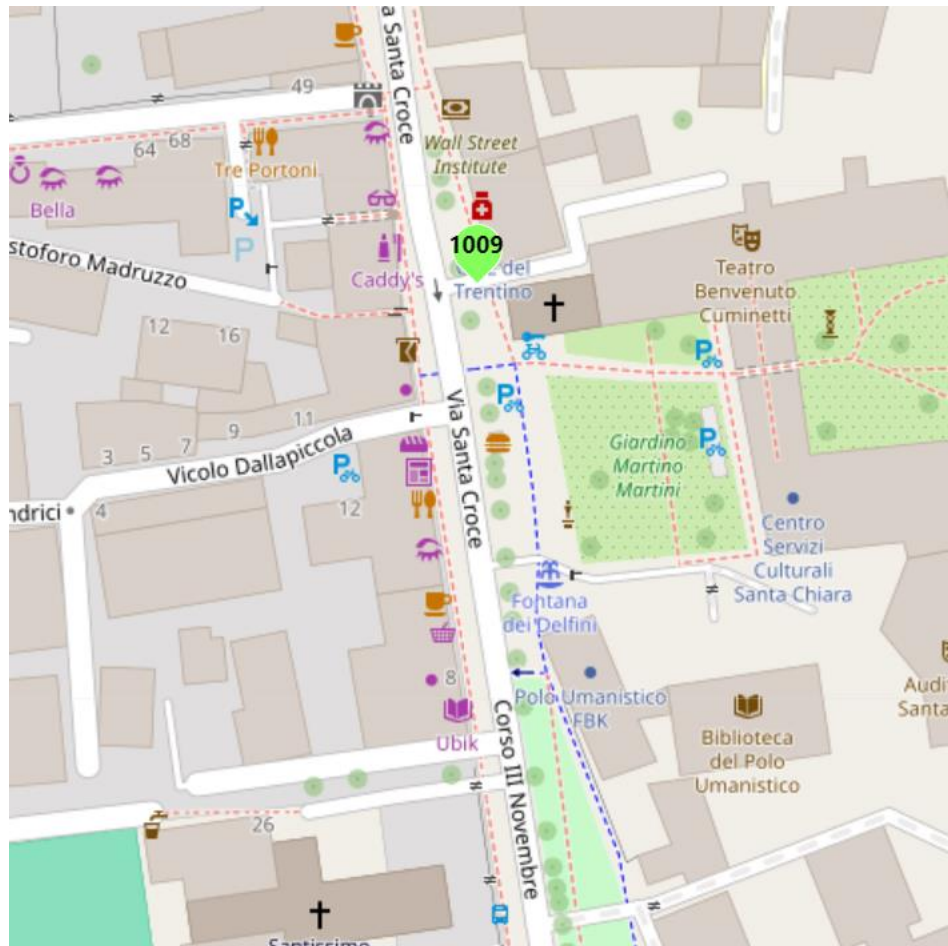 a Santa Croce
49
Wall Street
Institute
64
68
Tre Portoni
Bella
P
P
1009
del
Trentino
Teatro
Benvenuto
Cuminetti
stoforo Madruzzo
Caddy's
12
16
P
P
Via Santa Croce
11
9
7
5
3
Vicolo Dallapiccola
Giardino
Martino
Martini
P
P
ndrici
4
12
Centro
Servizi
Culturali
Santa Chiara
Fontana
dei Delfini
8
Polo Umanistico
FBK
Audi
Santa
Ubik
Corso III Novembre
Biblioteca
del Polo
Umanistico
26
Santissimo